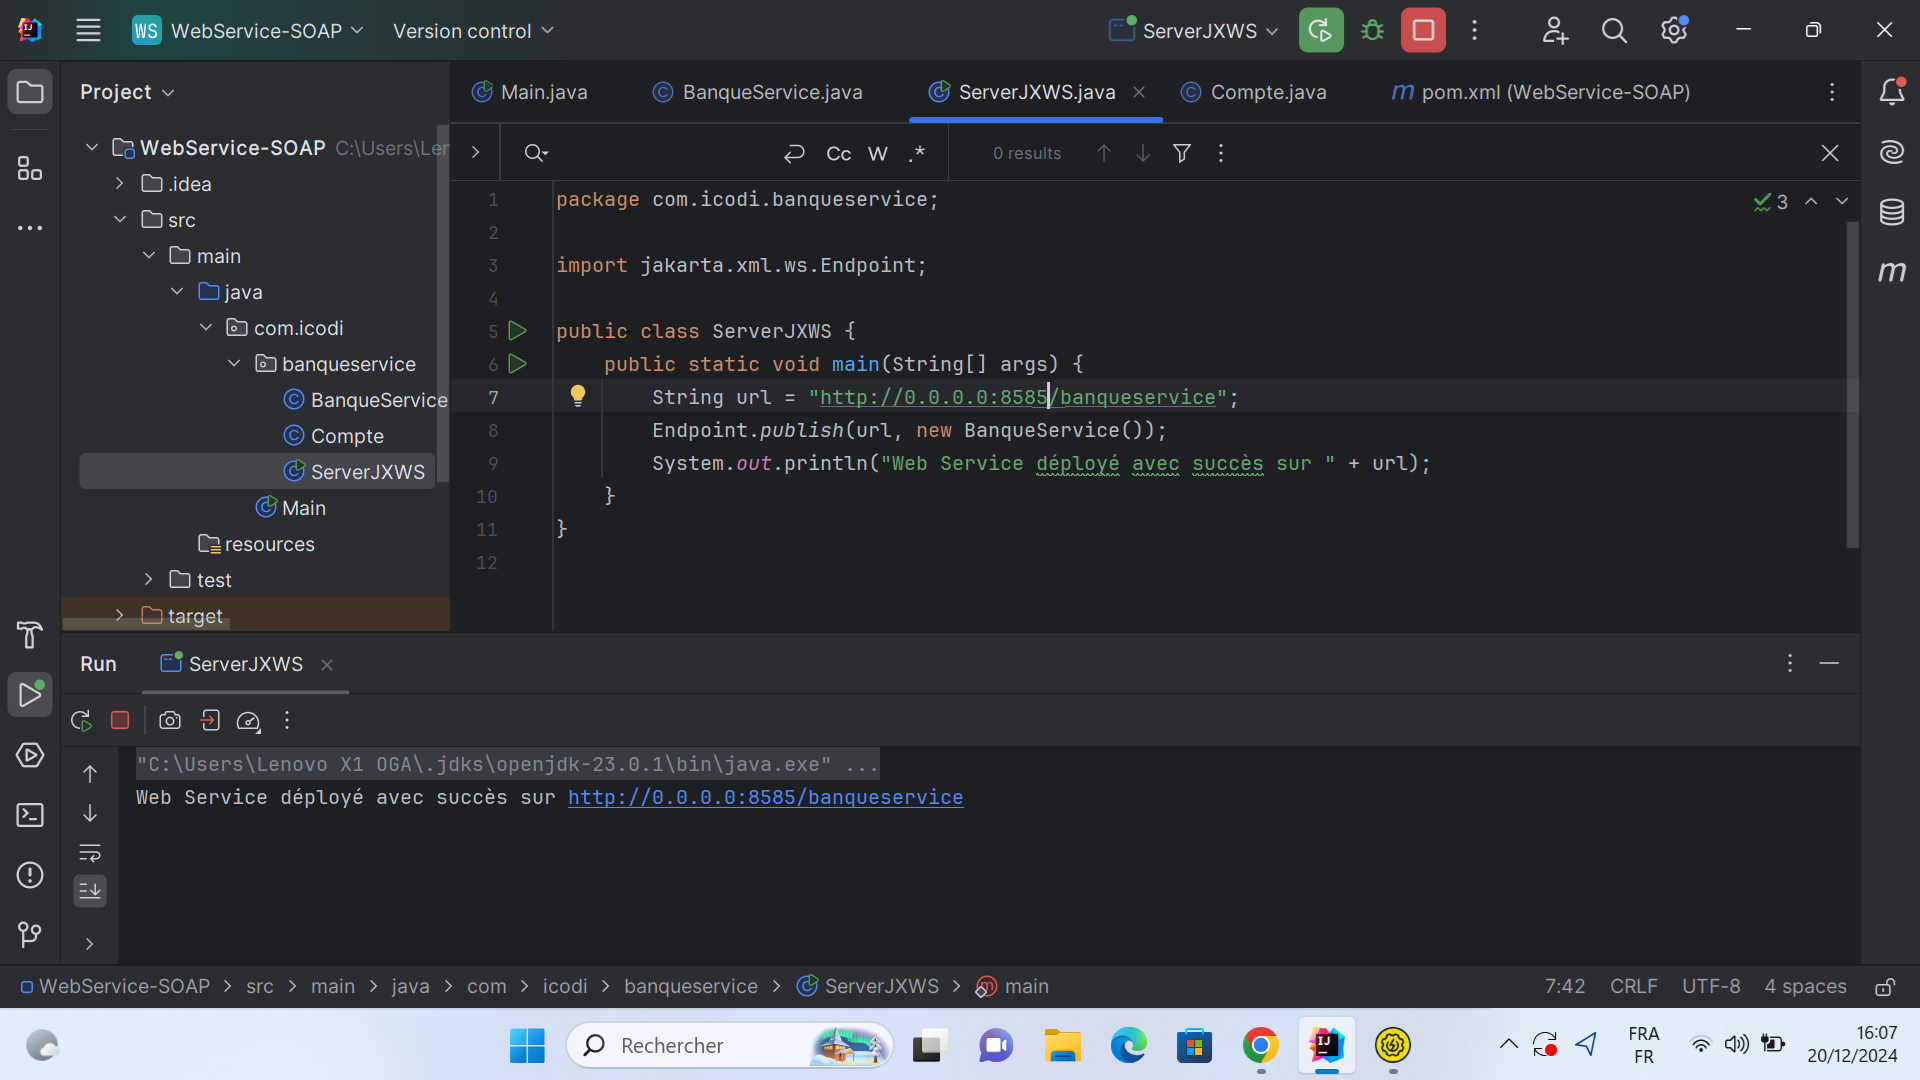 WS WebService-SOAP Version control ServerJXWS
Project
Main.java BanqueService.java ServerJXWS.java Compte.java m pom.xml (WebService-SOAP)
WebService-SOAP C:\Users\Ler
.idea
src
main
java
com.icodi
banqueservice
BanqueService
Compte
ServerJXWS
Main
resources
test
target
Cc W .* 0 results
3
1 package com.icodi.banqueservice;
2
3 import jakarta.xml.ws.Endpoint;
4
5 public class ServerJXWS {
6 public static void main(String[] args) {
7 String url = "http://0.0.0.0:8585/banqueservice";
8 Endpoint.publish(url, new BanqueService());
9 System.out.println("Web Service déployé avec succès sur " + url);
10 }
11 }
12
m
Run ServerJXWS
"C:\Users\Lenovo X1 OGA\.jdks\openjdk-23.0.1\bin\java.exe" ...
Web Service déployé avec succès sur http://0.0.0.0:8585/banqueservice
WebService-SOAP > src > main > java > com > icodi > banqueservice > ServerJXWS > main 7:42 CRLF UTF-8 4 spaces
Rechercher
FRA
FR
16:07
20/12/2024